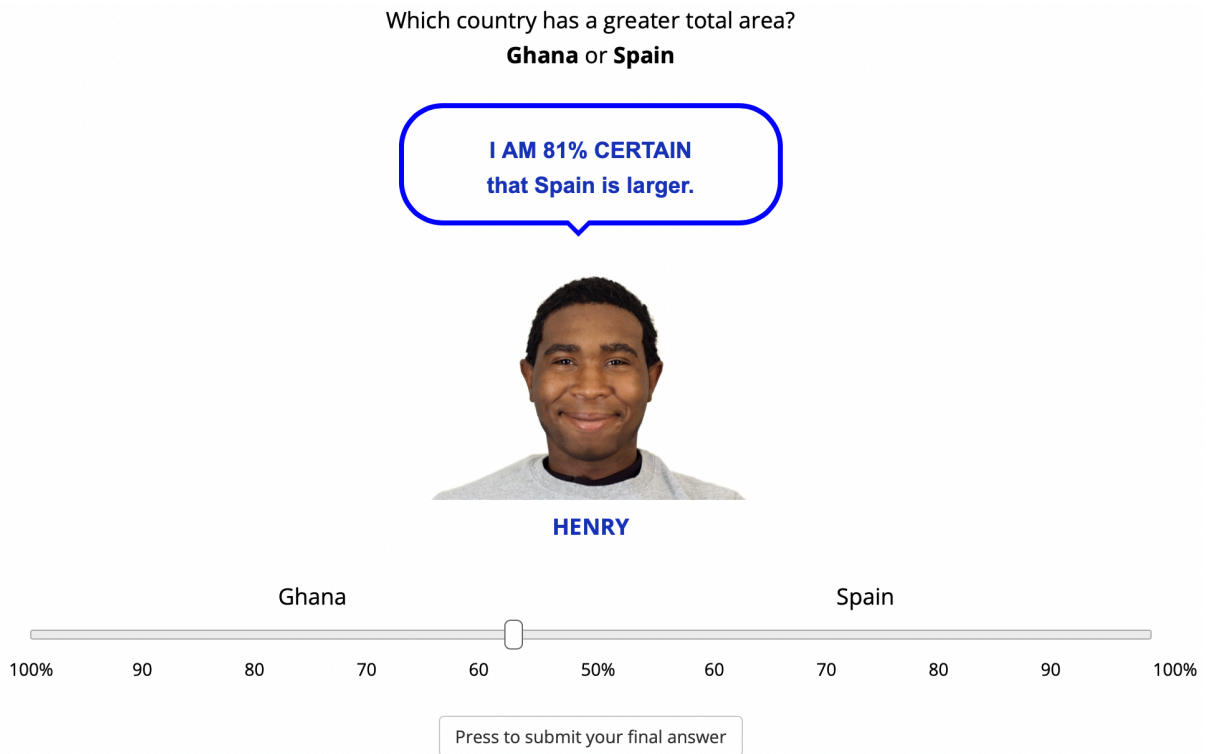 Which country has a greater total area?
Ghana or Spain
I AM 81% CERTAIN
that Spain is larger.
HENRY
Ghana Spain
100% 90 80 70 60 50% 60 70 80 90 100%
Press to submit your final answer